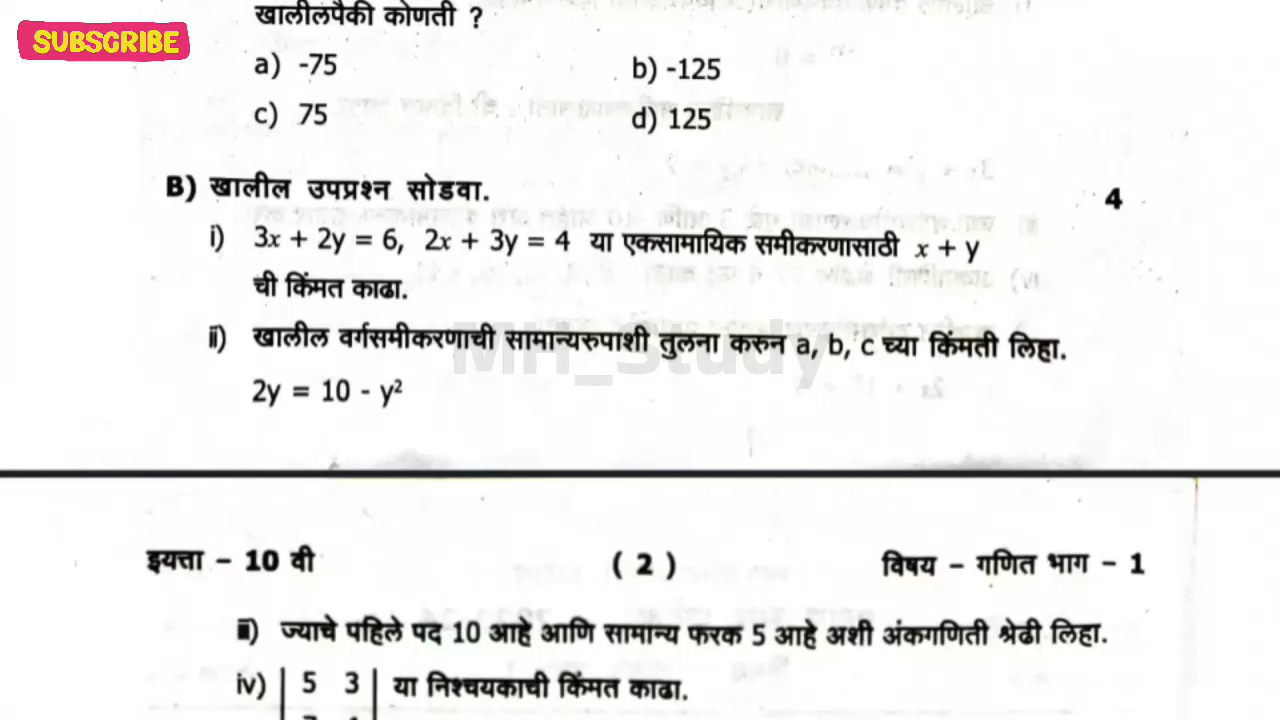 SUBSCRIBE
खालीलपैकी कोणती ?
a) -75 b) -125
c) 75 d) 125
B) खालील उपप्रश्न सोडवा. 4
i) 3x + 2y = 6, 2x + 3y = 4 या एकसामायिक समीकरणासाठी x + y
ची किंमत काढा.
ii) खालील वर्गसमीकरणाची सामान्यरुपाशी तुलना करुन a, b, c च्या किंमती लिहा.
MH_Study
2y = 10 - y²
इयत्ता - 10 वी ( 2 ) विषय - गणित भाग - 1
iii) ज्याचे पहिले पद 10 आहे आणि सामान्य फरक 5 आहे अशी अंकगणिती श्रेढी लिहा.
iv) | 5 3 | या निश्चयकाची किंमत काढा.